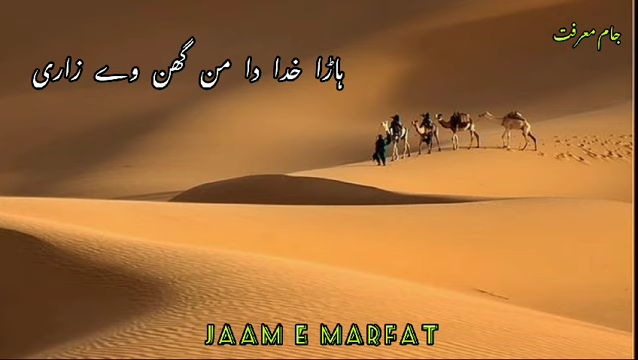 جام معرفت
ہاڑا خدا دا من گھن وے زاری
JAAM E MARFAT